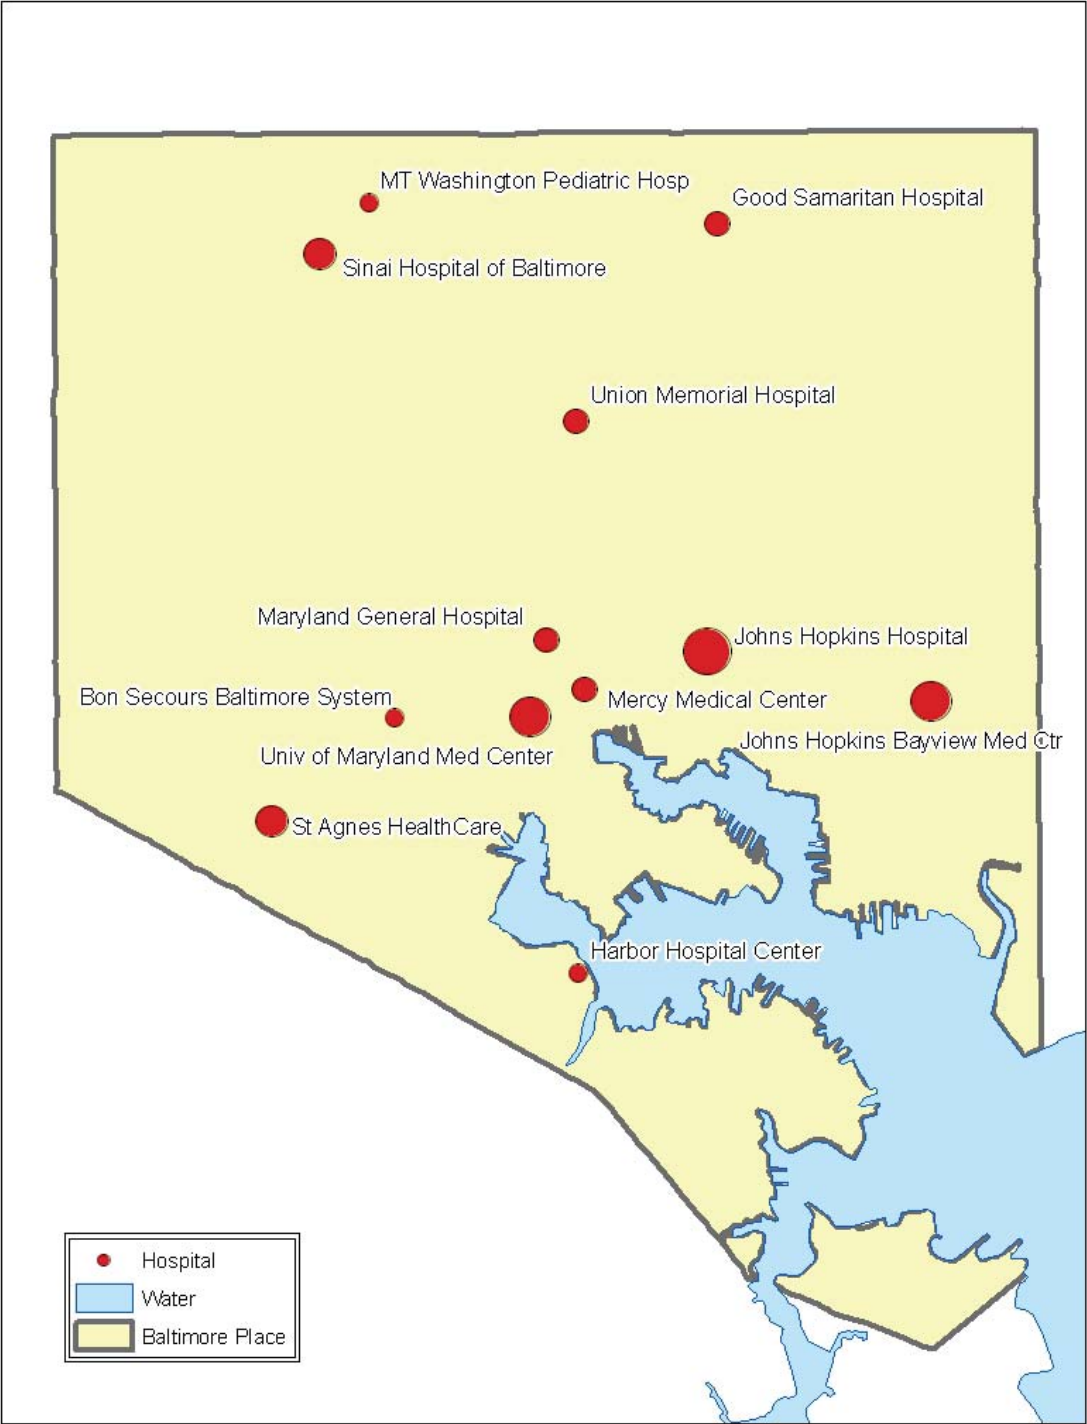 MT Washington Pediatric Hosp
Good Samaritan Hospital
Sinai Hospital of Baltimore
Union Memorial Hospital
Maryland General Hospital
Johns Hopkins Hospital
Bon Secours Baltimore System
Mercy Medical Center
Johns Hopkins Bayview Med Ctr
Univ of Maryland Med Center
St Agnes HealthCare
Harbor Hospital Center
Hospital
Water
Baltimore Place